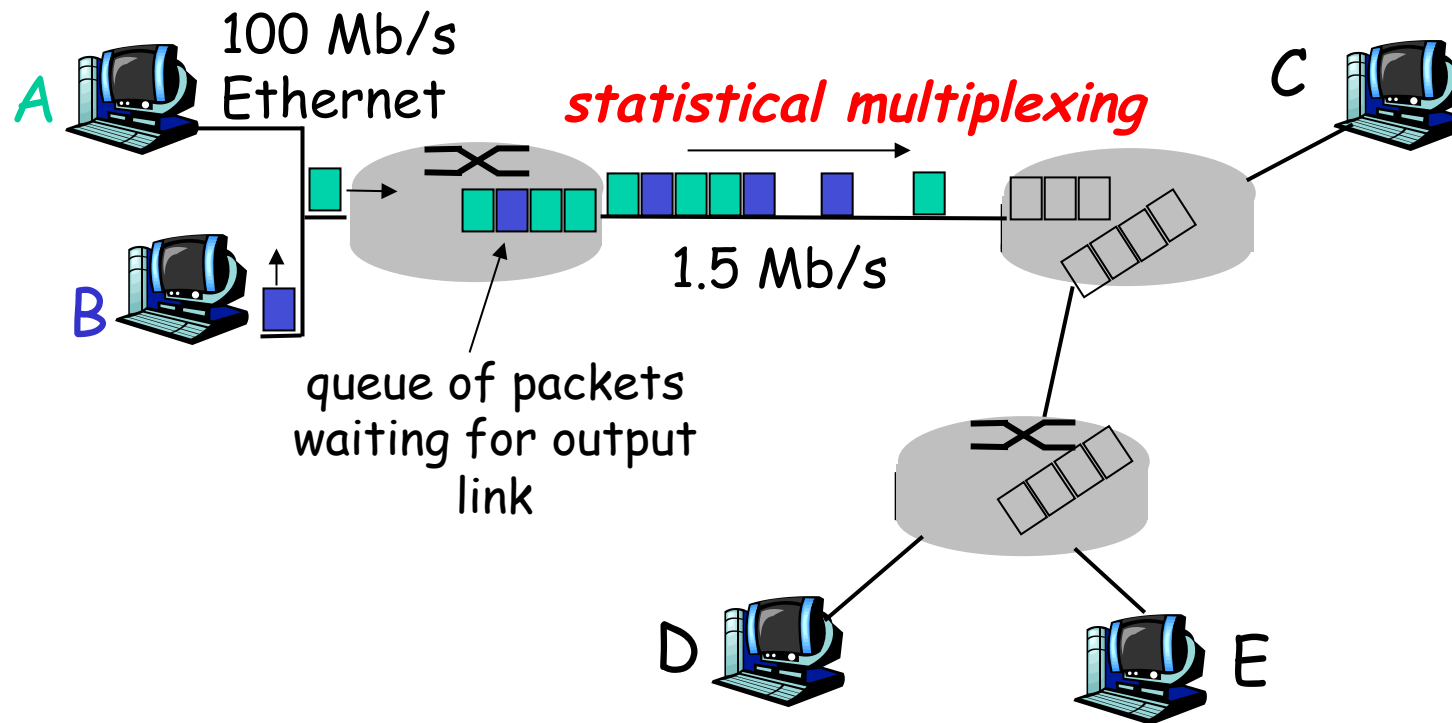 100 Mb/s
Ethernet
A
statistical multiplexing
C
1.5 Mb/s
B
queue of packets
waiting for output
link
D
E